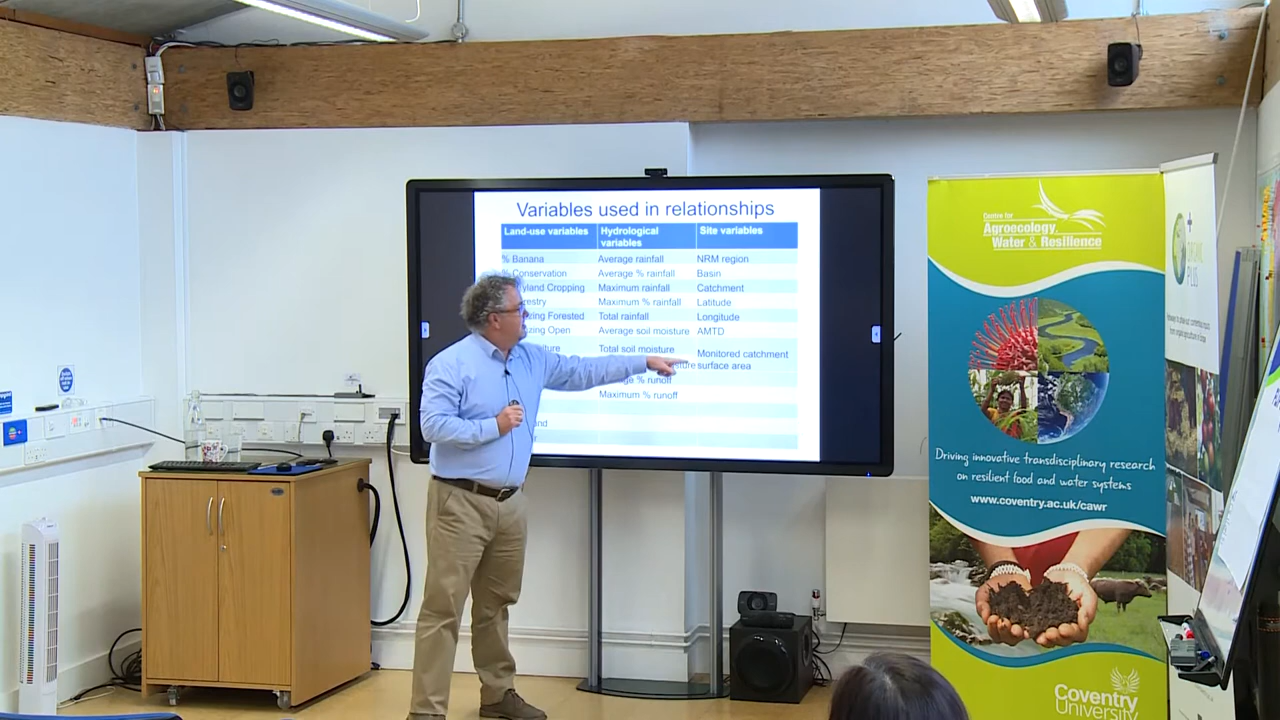 Variables used in relationships
Land-use variables
Hydrological
variables
Site variables
% Banana
Average rainfall
NRM region
% Conservation
Average % rainfall
Basin
Cropping
Maximum rainfall
Catchment
Maximum % rainfall
Latitude
Forested
Total rainfall
Longitude
Open
Average soil moisture
AMTD
Total soil moisture
Monitored catchment
surface area
% runoff
Maximum % runoff
Centre for
Agroecology,
Water & Resilience
Driving innovative transdisciplinary research
on resilient food and water systems
www.coventry.ac.uk/cawr
Coventry
University